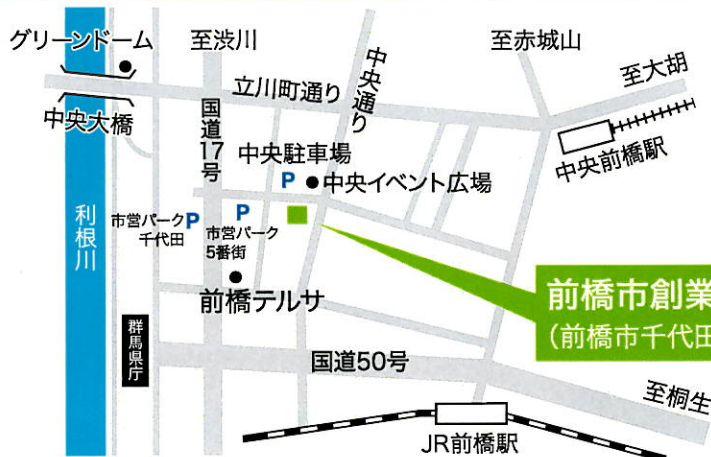 グリーンドーム
至渋川
中央通り
至赤城山
至大胡
立川町通り
中央大橋
国道17号
中央前橋駅
中央駐車場
P
中央イベント広場
利根川
市営パーク
千代田
P
P
市営パーク
5番街
前橋テルサ
前橋市創業
(前橋市千代田
群馬県庁
国道50号
至桐生
JR前橋駅